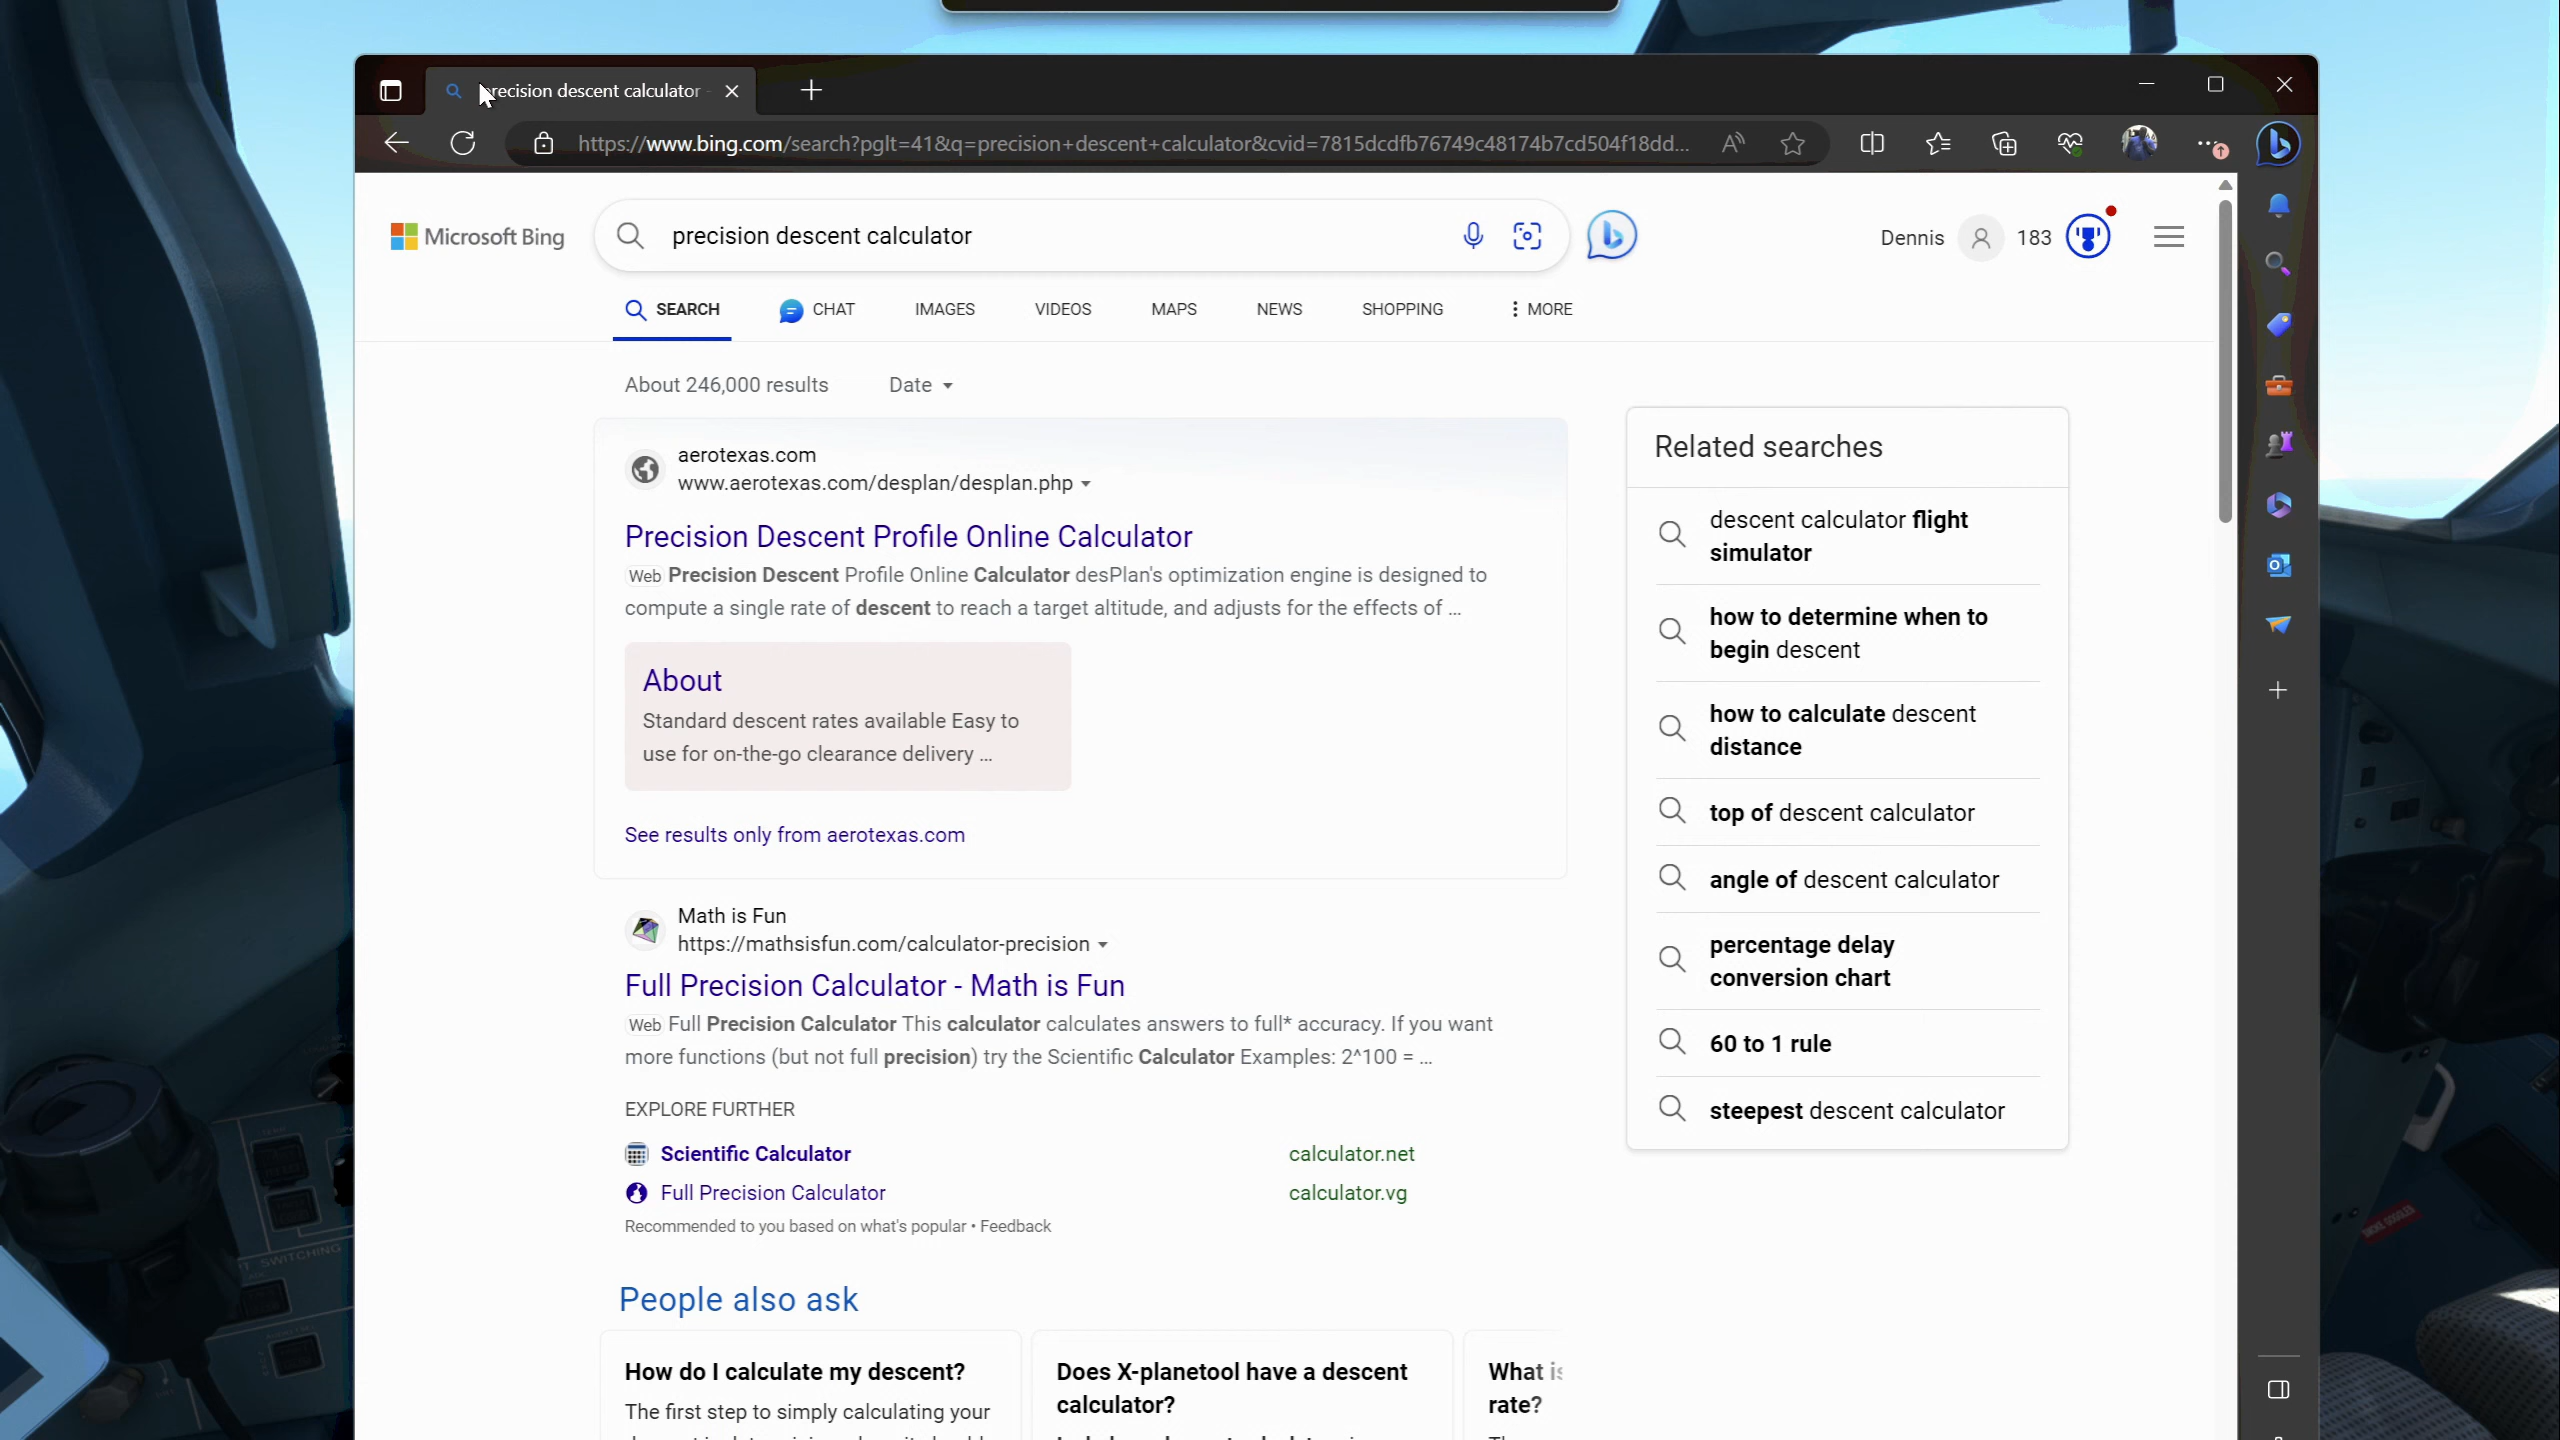 precision descent calculator
https://www.bing.com/search?pglt=41&q=precision+descent+calculator&cvid=7815dcdfb76749c48174b7cd504f18dd...
Microsoft Bing
precision descent calculator
Dennis
183
SEARCH
CHAT
IMAGES
VIDEOS
MAPS
NEWS
SHOPPING
MORE
About 246,000 results
Date
aerotexas.com
www.aerotexas.com/desplan/desplan.php
Precision Descent Profile Online Calculator
Web Precision Descent Profile Online Calculator desPlan's optimization engine is designed to
compute a single rate of descent to reach a target altitude, and adjusts for the effects of ...
About
Standard descent rates available Easy to
use for on-the-go clearance delivery ...
See results only from aerotexas.com
Math is Fun
https://mathsisfun.com/calculator-precision
Full Precision Calculator - Math is Fun
Web Full Precision Calculator This calculator calculates answers to full* accuracy. If you want
more functions (but not full precision) try the Scientific Calculator Examples: 2^100 = ...
EXPLORE FURTHER
Scientific Calculator
calculator.net
Full Precision Calculator
calculator.vg
Recommended to you based on what's popular • Feedback
People also ask
How do I calculate my descent?
The first step to simply calculating your
Does X-planetool have a descent
calculator?
What is
rate?
Related searches
descent calculator flight
simulator
how to determine when to
begin descent
how to calculate descent
distance
top of descent calculator
angle of descent calculator
percentage delay
conversion chart
60 to 1 rule
steepest descent calculator
SWITCHING